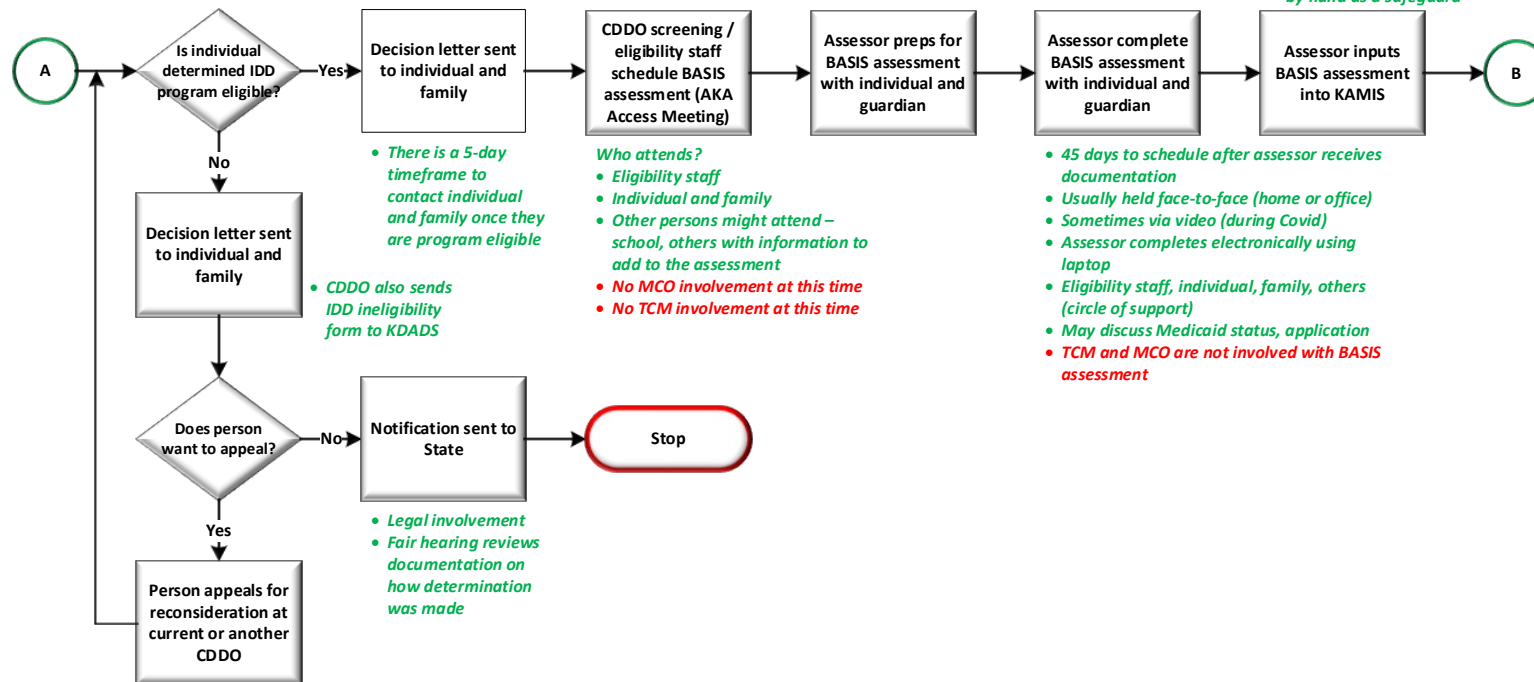 by hand as a safeguard
A
Is individual
determined IDD
program eligible?
Yes
Decision letter sent
to individual and
family
CDDO screening /
eligibility staff
schedule BASIS
assessment (AKA
Access Meeting)
Assessor preps for
BASIS assessment
with individual and
guardian
Assessor complete
BASIS assessment
with individual and
guardian
Assessor inputs
BASIS assessment
into KAMIS
B
No
• There is a 5-day
timeframe to
contact individual
and family once they
are program eligible
Who attends?
• Eligibility staff
• Individual and family
• Other persons might attend –
school, others with information to
add to the assessment
• No MCO involvement at this time
• No TCM involvement at this time
• 45 days to schedule after assessor receives
documentation
• Usually held face-to-face (home or office)
• Sometimes via video (during Covid)
• Assessor completes electronically using
laptop
• Eligibility staff, individual, family, others
(circle of support)
• May discuss Medicaid status, application
• TCM and MCO are not involved with BASIS
assessment
Decision letter sent
to individual and
family
• CDDO also sends
IDD ineligibility
form to KDADS
Does person
want to appeal?
No
Notification sent to
State
Stop
Yes
• Legal involvement
• Fair hearing reviews
documentation on
how determination
was made
Person appeals for
reconsideration at
current or another
CDDO